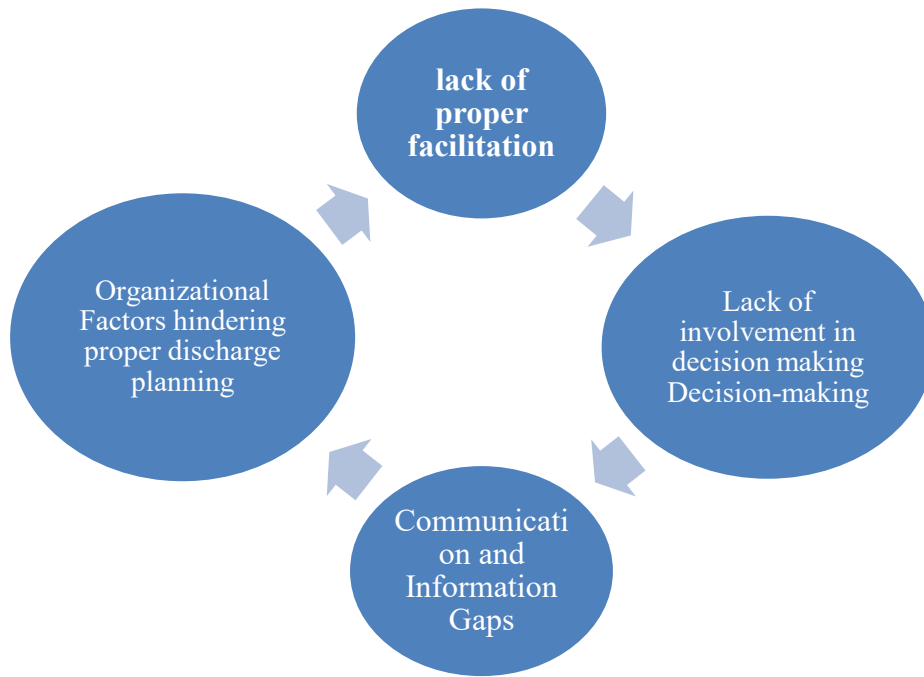 lack of
proper
facilitation
Lack of
involvement in
decision making
Decision-making
Communicati
on and
Information
Gaps
Organizational
Factors hindering
proper discharge
planning